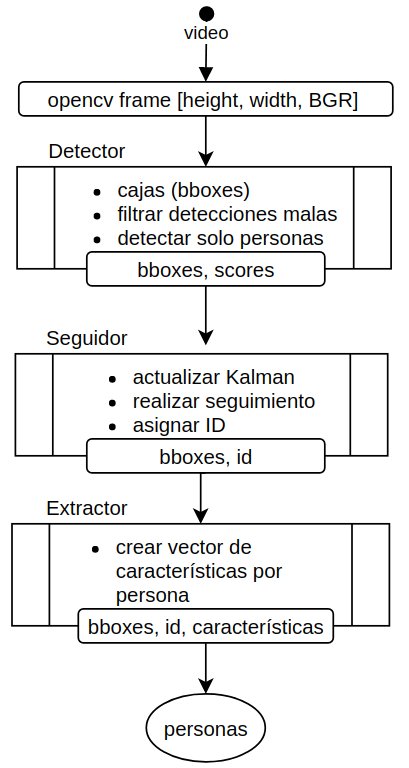 video
opencv frame [height, width, BGR]
Detector
cajas (bboxes)
filtrar detecciones malas
detectar solo personas
bboxes, scores
Seguidor
actualizar Kalman
realizar seguimiento
asignar ID
bboxes, id
Extractor
crear vector de
características por
persona
bboxes, id, características
personas